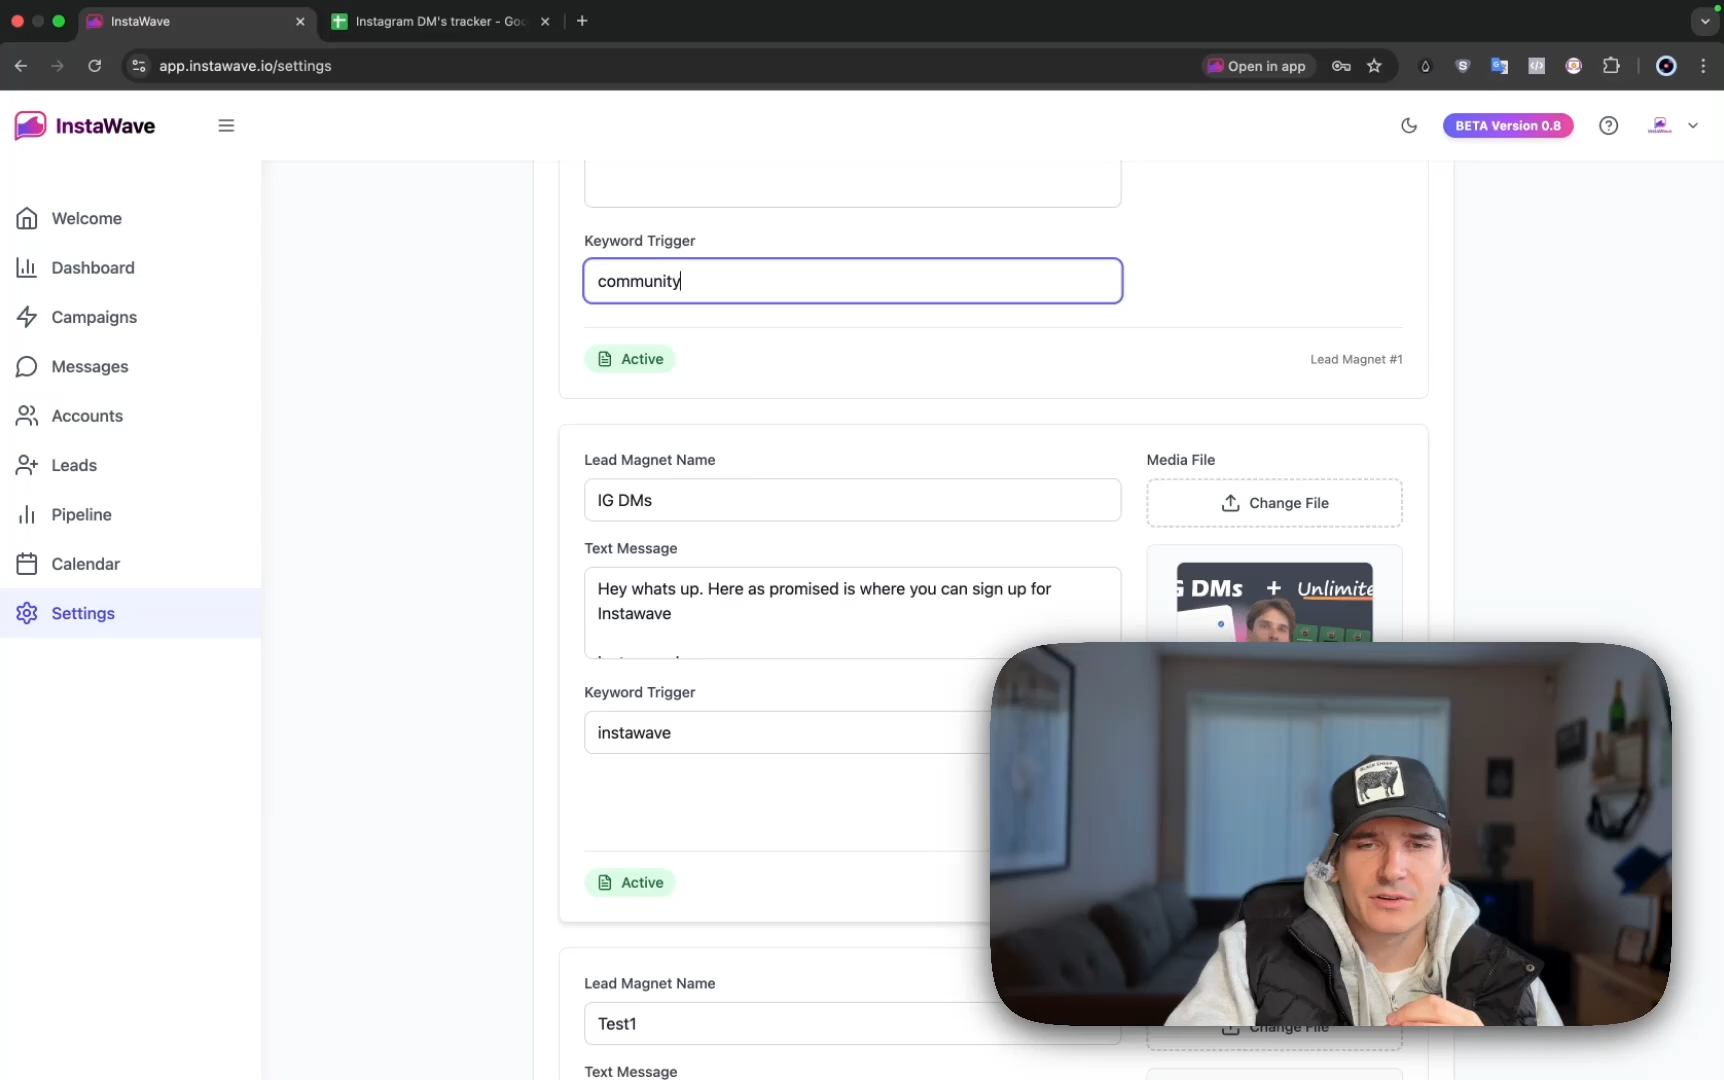 InstaWave
Instagram DM's tracker - Goo
app.instawave.io/settings
Open in app
InstaWave
BETA Version 0.8
Welcome
Dashboard
Campaigns
Messages
Accounts
Leads
Pipeline
Calendar
Settings
Keyword Trigger
community
Active
Lead Magnet #1
Lead Magnet Name
Media File
IG DMs
Change File
Text Message
Hey whats up. Here as promised is where you can sign up for
Instawave
G DMs + Unlimite
Keyword Trigger
instawave
Active
Lead Magnet Name
Test1
Change File
Text Message